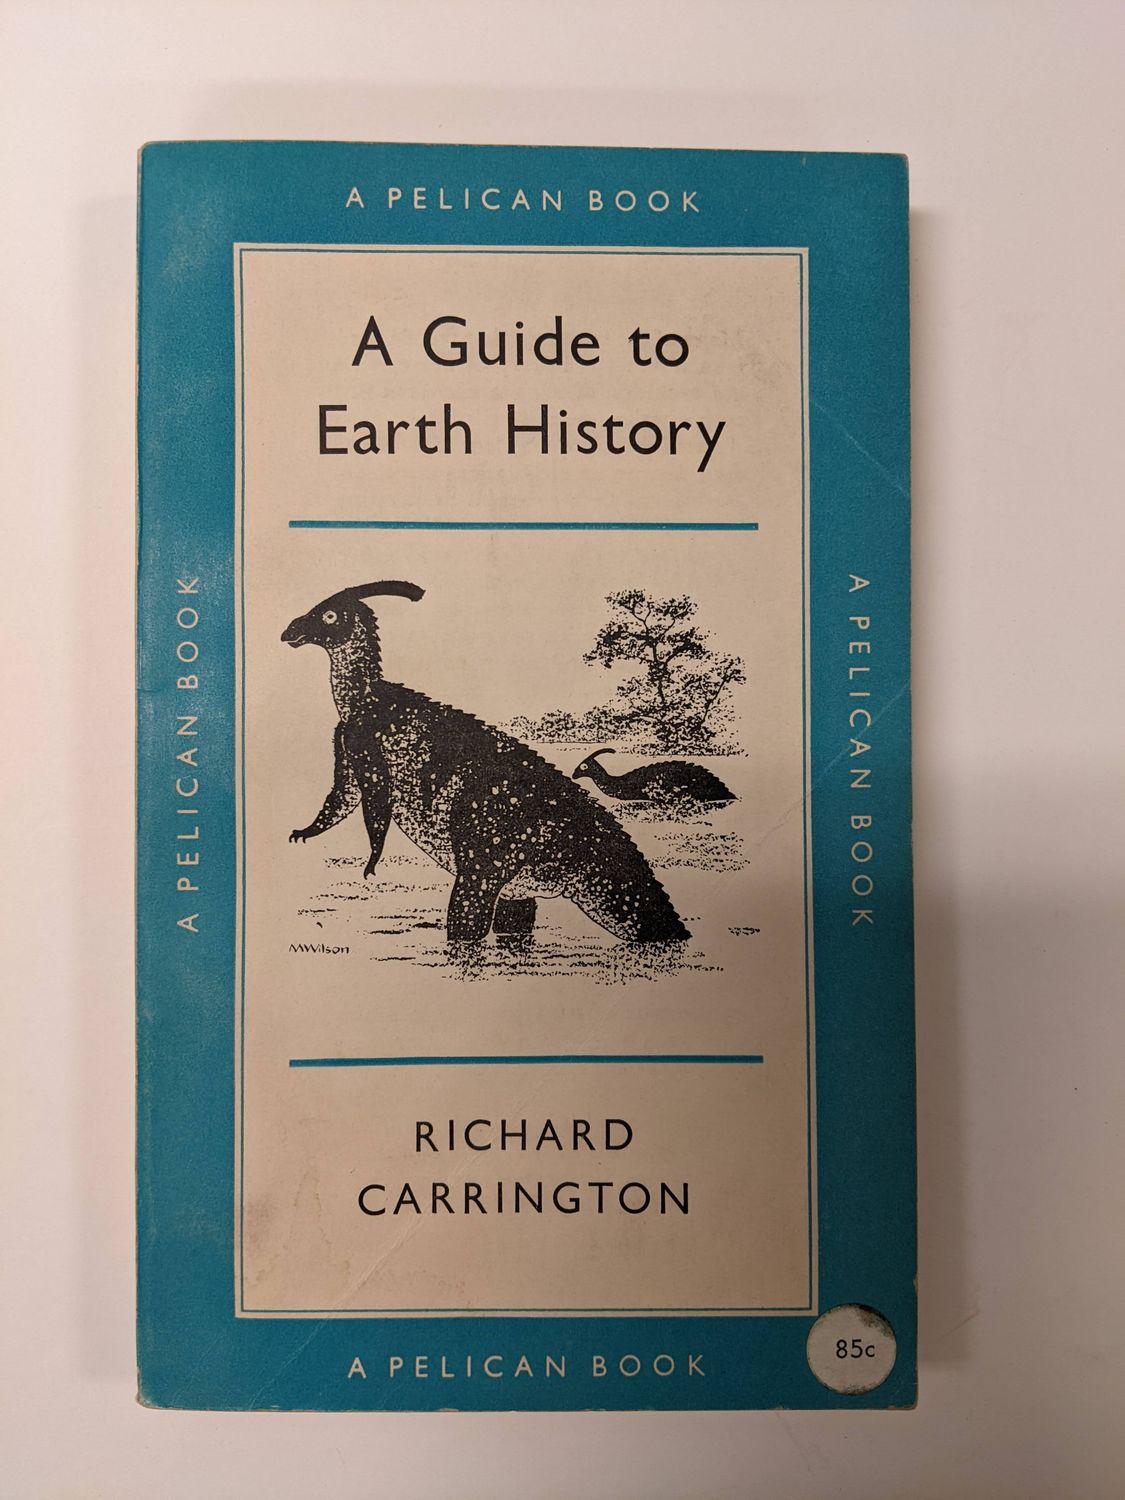 A PELICAN BOOK
A Guide to
Earth History
A PELICAN BOOK
A PELICAN BOOK
MWilson
RICHARD
CARRINGTON
A PELICAN BOOK
85c